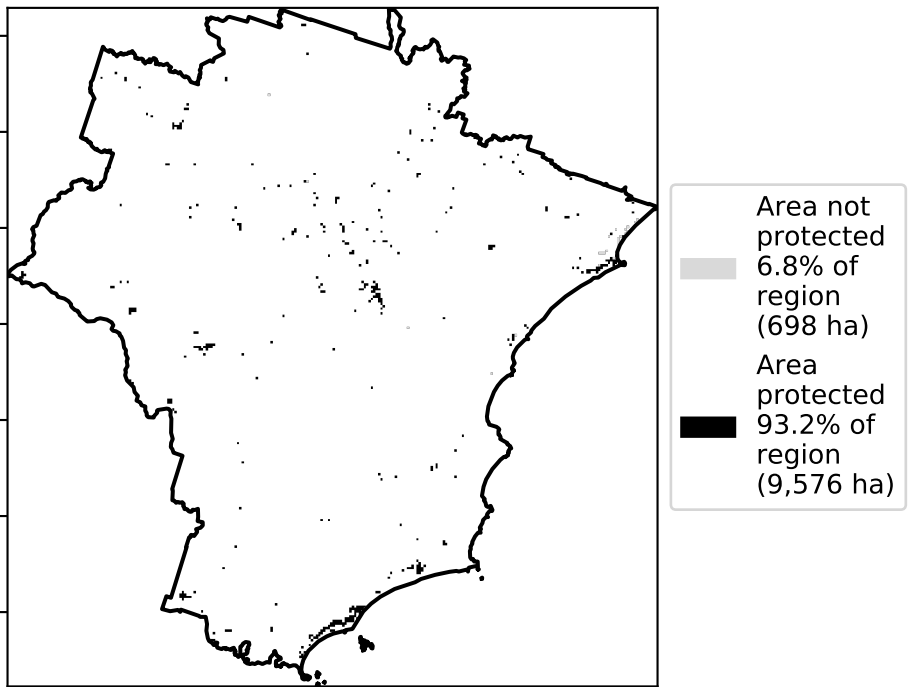 Area not
protected
6.8% of
region
(698 ha)
Area
protected
93.2% of
region
(9,576 ha)